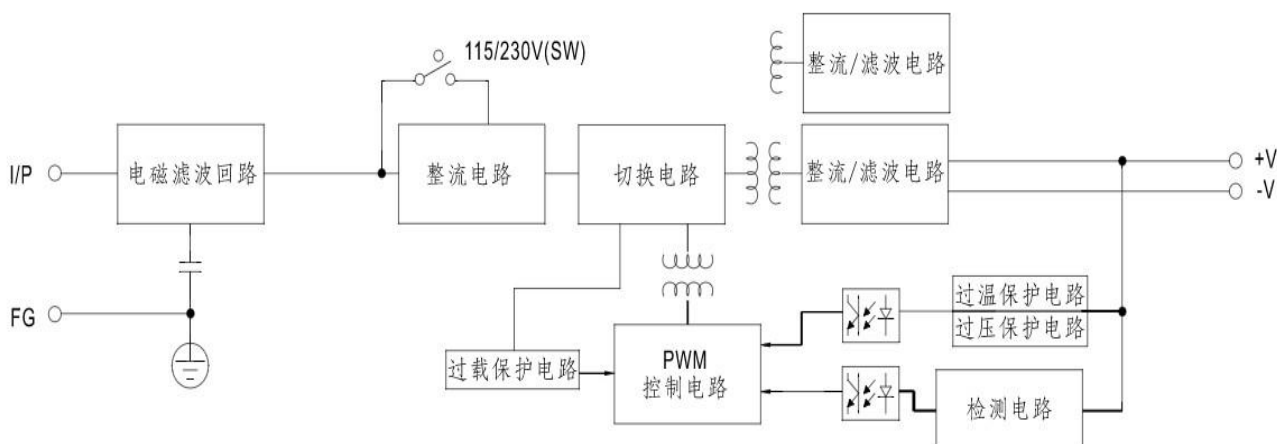 115/230V(SW)
整流/滤波电路
I/P
电磁滤波回路
整流电路
切换电路
整流/滤波电路
+V
-V
FG
过温保护电路
过压保护电路
过载保护电路
PWM
控制电路
检测电路